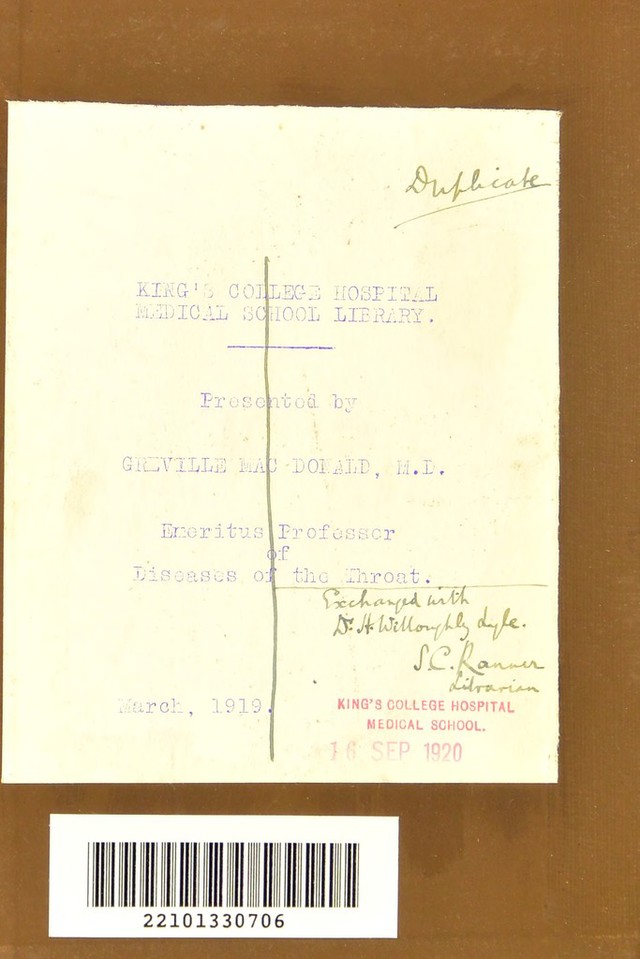 Duplicate
KING'S COLLEGE HOSPITAL
MEDICAL SCHOOL LIBRARY.
Presented by
GREVILLE MAC DONALD, M.D.
Emeritus Professor
of
Diseases of the Throat.
Exchanged with
Dr. H. Willoughby Lyle.
S. C. Ranner
Librarian
March, 1919.
KING'S COLLEGE HOSPITAL
MEDICAL SCHOOL.
16 SEP 1920
22101330706